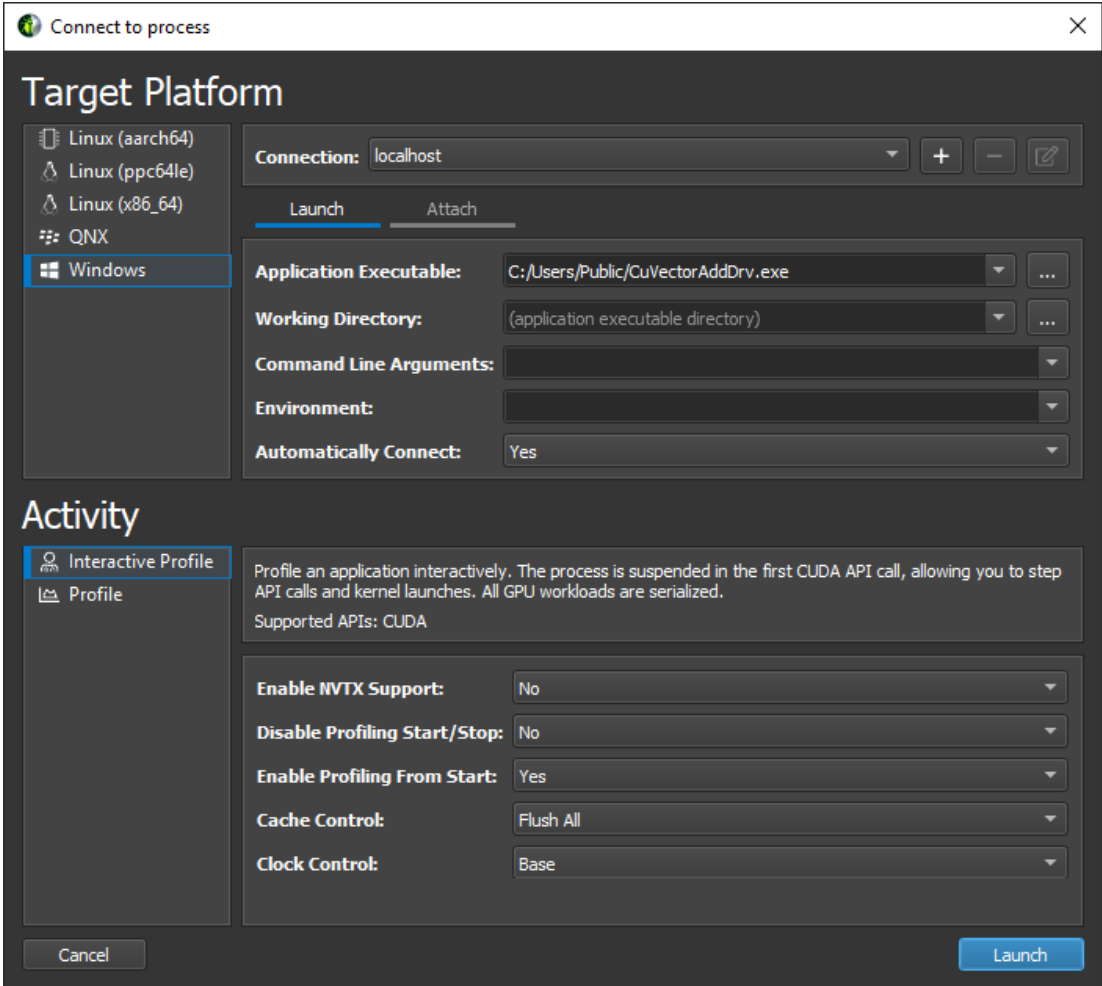 Connect to process
Target Platform
Linux (aarch64)
Linux (ppc64le)
Linux (x86_64)
QNX
Windows
Connection: localhost
Launch Attach
Application Executable: C:/Users/Public/CuVectorAddDrv.exe ...
Working Directory: (application executable directory) ...
Command Line Arguments:
Environment:
Automatically Connect: Yes
Activity
Interactive Profile
Profile
Profile an application interactively. The process is suspended in the first CUDA API call, allowing you to step
API calls and kernel launches. All GPU workloads are serialized.
Supported APIs: CUDA
Enable NVTX Support: No
Disable Profiling Start/Stop: No
Enable Profiling From Start: Yes
Cache Control: Flush All
Clock Control: Base
Cancel Launch